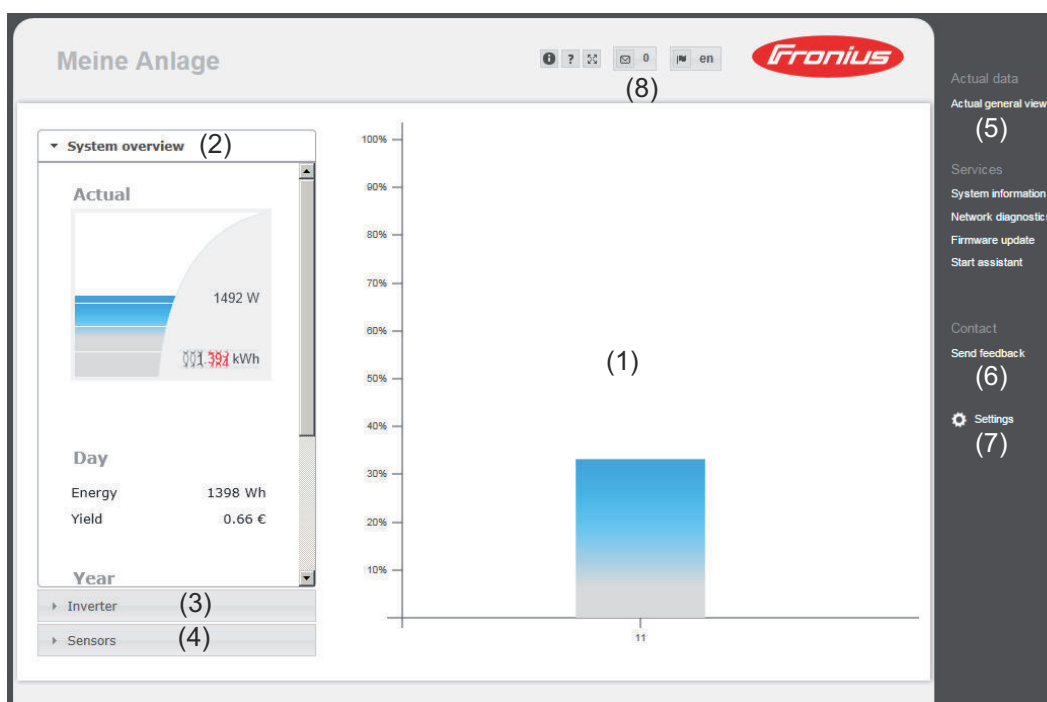 Meine Anlage
i ? 0 en
Fronius
(8)
System overview (2)
Actual
1492 W
kWh
Day
Energy 1398 Wh
Yield 0.66 €
Year
Inverter (3)
Sensors (4)
100%
90%
80%
70%
60%
50%
40%
30%
20%
10%
(1)
11
Actual data
Actual general view
(5)
Services
System information
Network diagnostics
Firmware update
Start assistant
Contact
Send feedback
(6)
Settings
(7)